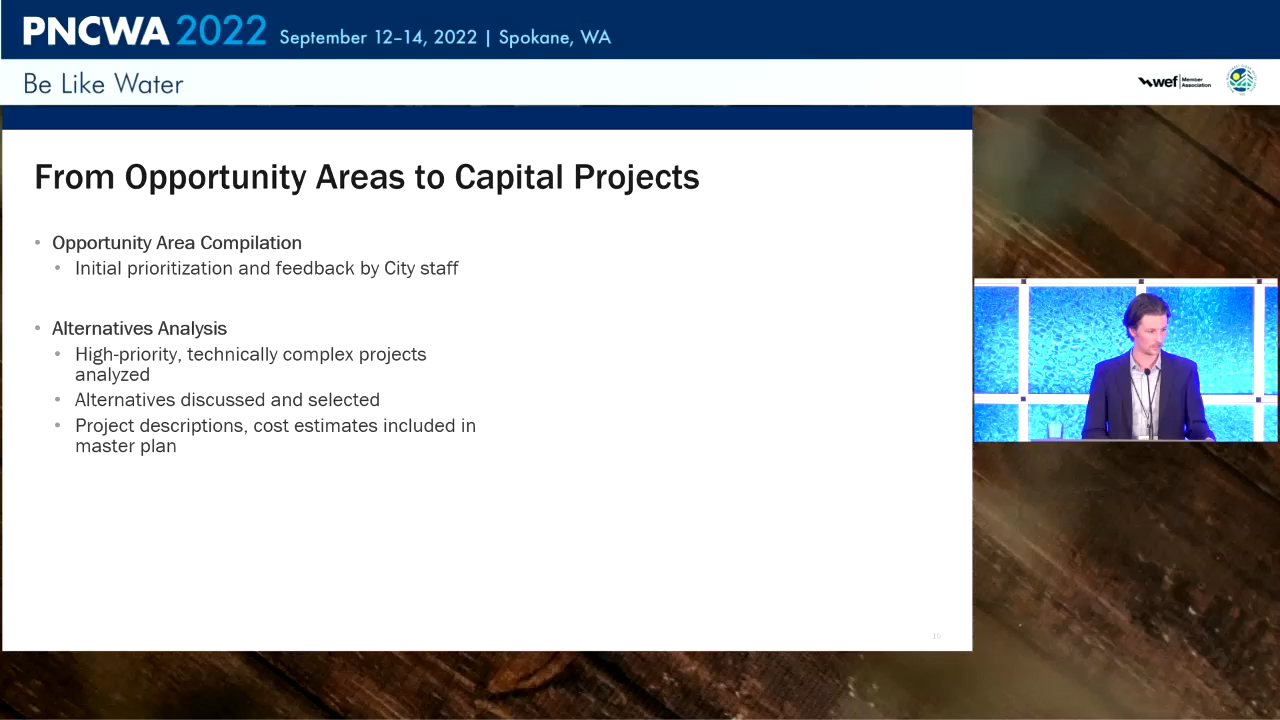 PNCWA 2022 September 12–14, 2022 | Spokane, WA
Be Like Water
wef Member Association
From Opportunity Areas to Capital Projects
• Opportunity Area Compilation
• Initial prioritization and feedback by City staff
• Alternatives Analysis
• High-priority, technically complex projects
analyzed
• Alternatives discussed and selected
• Project descriptions, cost estimates included in
master plan